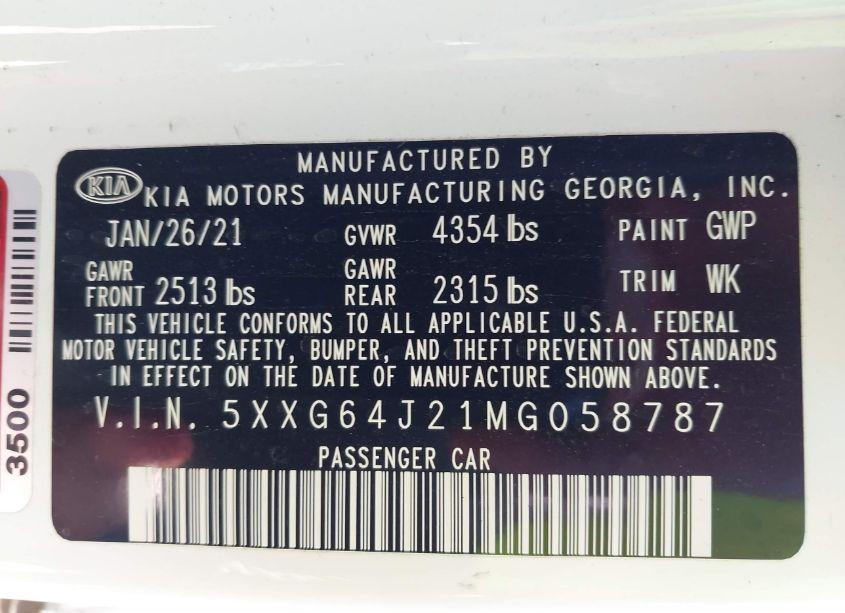 MANUFACTURED BY
KIA KIA MOTORS MANUFACTURING GEORGIA, INC.
JAN/26/21 GVWR 4354 lbs PAINT GWP
GAWR FRONT 2513 lbs GAWR REAR 2315 lbs TRIM WK
THIS VEHICLE CONFORMS TO ALL APPLICABLE U.S.A. FEDERAL
MOTOR VEHICLE SAFETY, BUMPER, AND THEFT PREVENTION STANDARDS
IN EFFECT ON THE DATE OF MANUFACTURE SHOWN ABOVE.
V.I.N. 5XXG64J21MG058787
PASSENGER CAR
3500